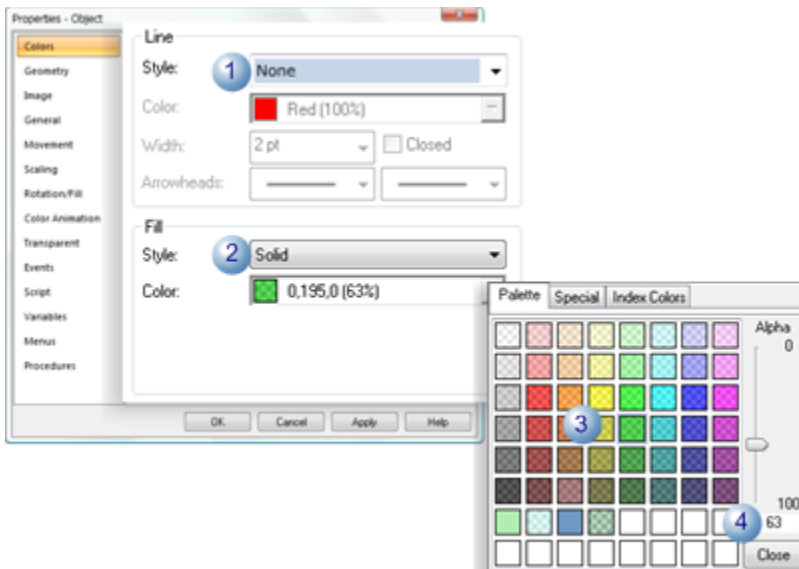 Properties - Object
Colors
Geometry
Image
General
Movement
Scaling
Rotation/Fill
Color Animation
Transparent
Events
Script
Variables
Menus
Procedures
Line
Style: 1 None
Color: Red (100%)
Width: 2 pt Closed
Arrowheads:
Fill
Style: 2 Solid
Color: 0,195,0 (63%)
OK Cancel Apply Help
Palette Special Index Colors
Alpha
0
3
100
4 63
Close